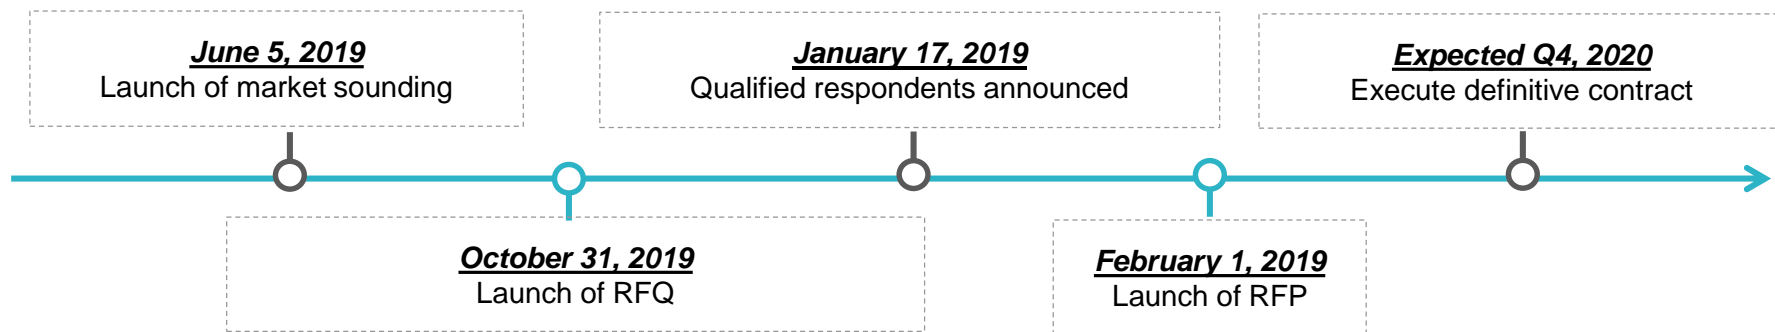 June 5, 2019
Launch of market sounding
October 31, 2019
Launch of RFQ
January 17, 2019
Qualified respondents announced
February 1, 2019
Launch of RFP
Expected Q4, 2020
Execute definitive contract